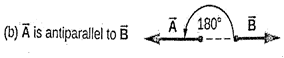 (b) A⃗ is antiparallel to B⃗ A⃗ 180° B⃗